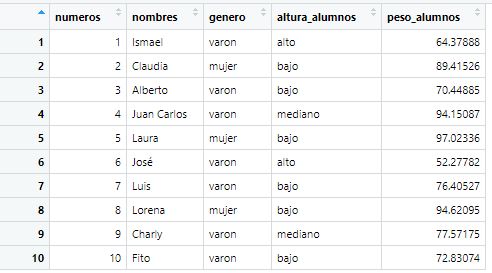 numeros nombres genero altura_alumnos peso_alumnos
1 1 Ismael varon alto 64.37888
2 2 Claudia mujer bajo 89.41526
3 3 Alberto varon bajo 70.44885
4 4 Juan Carlos varon mediano 94.15087
5 5 Laura mujer bajo 97.02336
6 6 José varon alto 52.27782
7 7 Luis varon bajo 76.40527
8 8 Lorena mujer bajo 94.62095
9 9 Charly varon mediano 77.57175
10 10 Fito varon bajo 72.83074